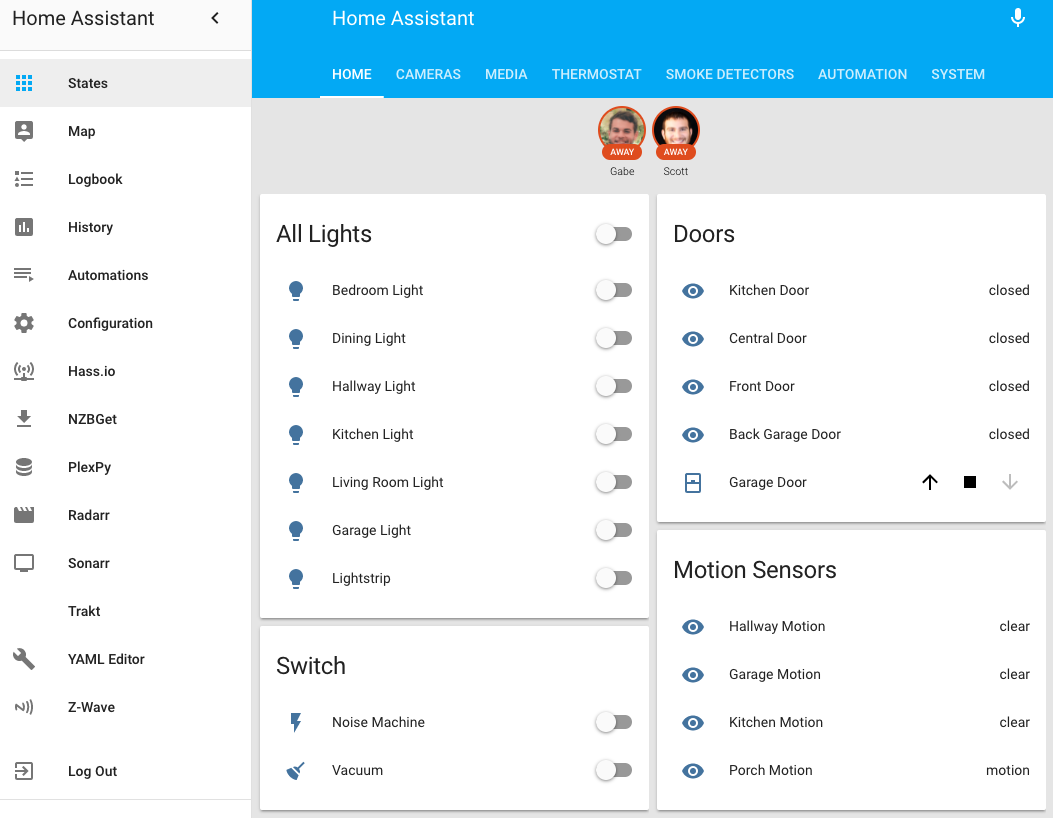 Home Assistant
States
Map
Logbook
History
Automations
Configuration
Hass.io
NZBGet
PlexPy
Radarr
Sonarr
Trakt
YAML Editor
Z-Wave
Log Out
Home Assistant
HOME CAMERAS MEDIA THERMOSTAT SMOKE DETECTORS AUTOMATION SYSTEM
AWAY AWAY
Gabe Scott
All Lights
Bedroom Light
Dining Light
Hallway Light
Kitchen Light
Living Room Light
Garage Light
Lightstrip
Switch
Noise Machine
Vacuum
Doors
Kitchen Door closed
Central Door closed
Front Door closed
Back Garage Door closed
Garage Door
Motion Sensors
Hallway Motion clear
Garage Motion clear
Kitchen Motion clear
Porch Motion motion